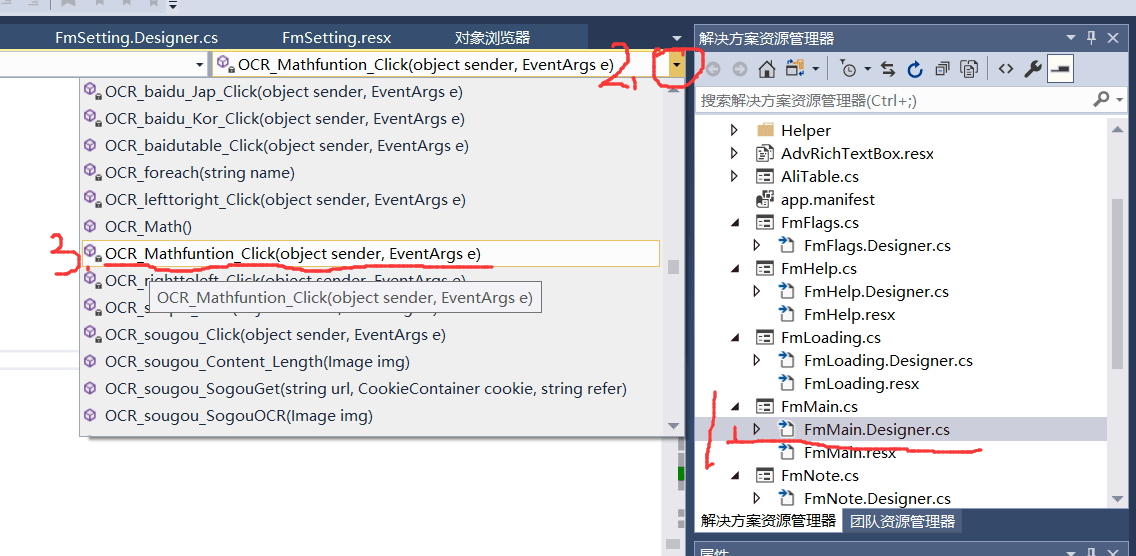 FmSetting.Designer.cs
FmSetting.resx
对象浏览器
OCR_Mathfuntion_Click(object sender, EventArgs e)
2,
OCR_baidu_Jap_Click(object sender, EventArgs e)
OCR_baidu_Kor_Click(object sender, EventArgs e)
OCR_baidutable_Click(object sender, EventArgs e)
OCR_foreach(string name)
OCR_lefttoright_Click(object sender, EventArgs e)
OCR_Math()
3.
OCR_Mathfuntion_Click(object sender, EventArgs e)
OCR_righttoleft_Click(object sender, EventArgs e)
OCR_Mathfuntion_Click(object sender, EventArgs e)
OCR_sougou_Click(object sender, EventArgs e)
OCR_sougou_Content_Length(Image img)
OCR_sougou_SogouGet(string url, CookieContainer cookie, string refer)
OCR_sougou_SogouOCR(Image img)
解决方案资源管理器
搜索解决方案资源管理器(Ctrl+;)
Helper
AdvRichTextBox.resx
AliTable.cs
app.manifest
FmFlags.cs
FmFlags.Designer.cs
FmHelp.cs
FmHelp.Designer.cs
FmHelp.resx
FmLoading.cs
FmLoading.Designer.cs
FmLoading.resx
FmMain.cs
1
FmMain.Designer.cs
FmMain.resx
FmNote.cs
FmNote.Designer.cs
解决方案资源管理器
团队资源管理器
属性